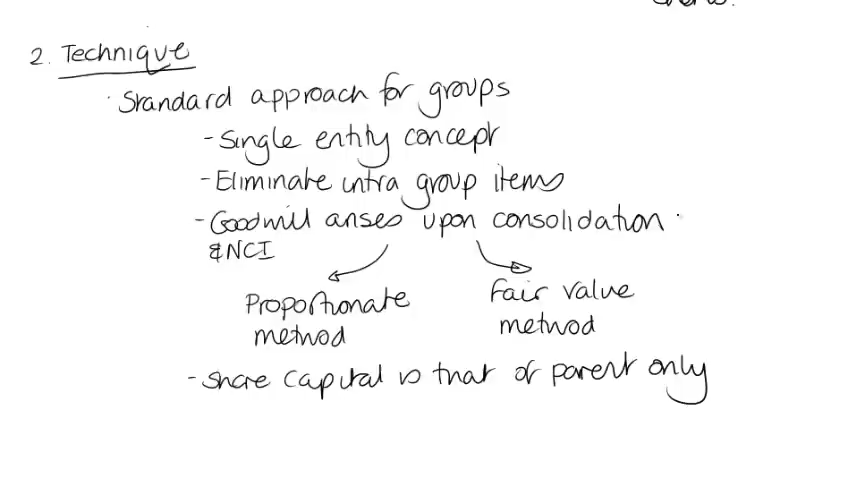 2. Technique
· Standard approach for groups
- Single entity concept
- Eliminate intra group items
- Goodwill arises upon consolidation
& NCI
Proportionate Fair value
method method
- Share capital is that of parent only